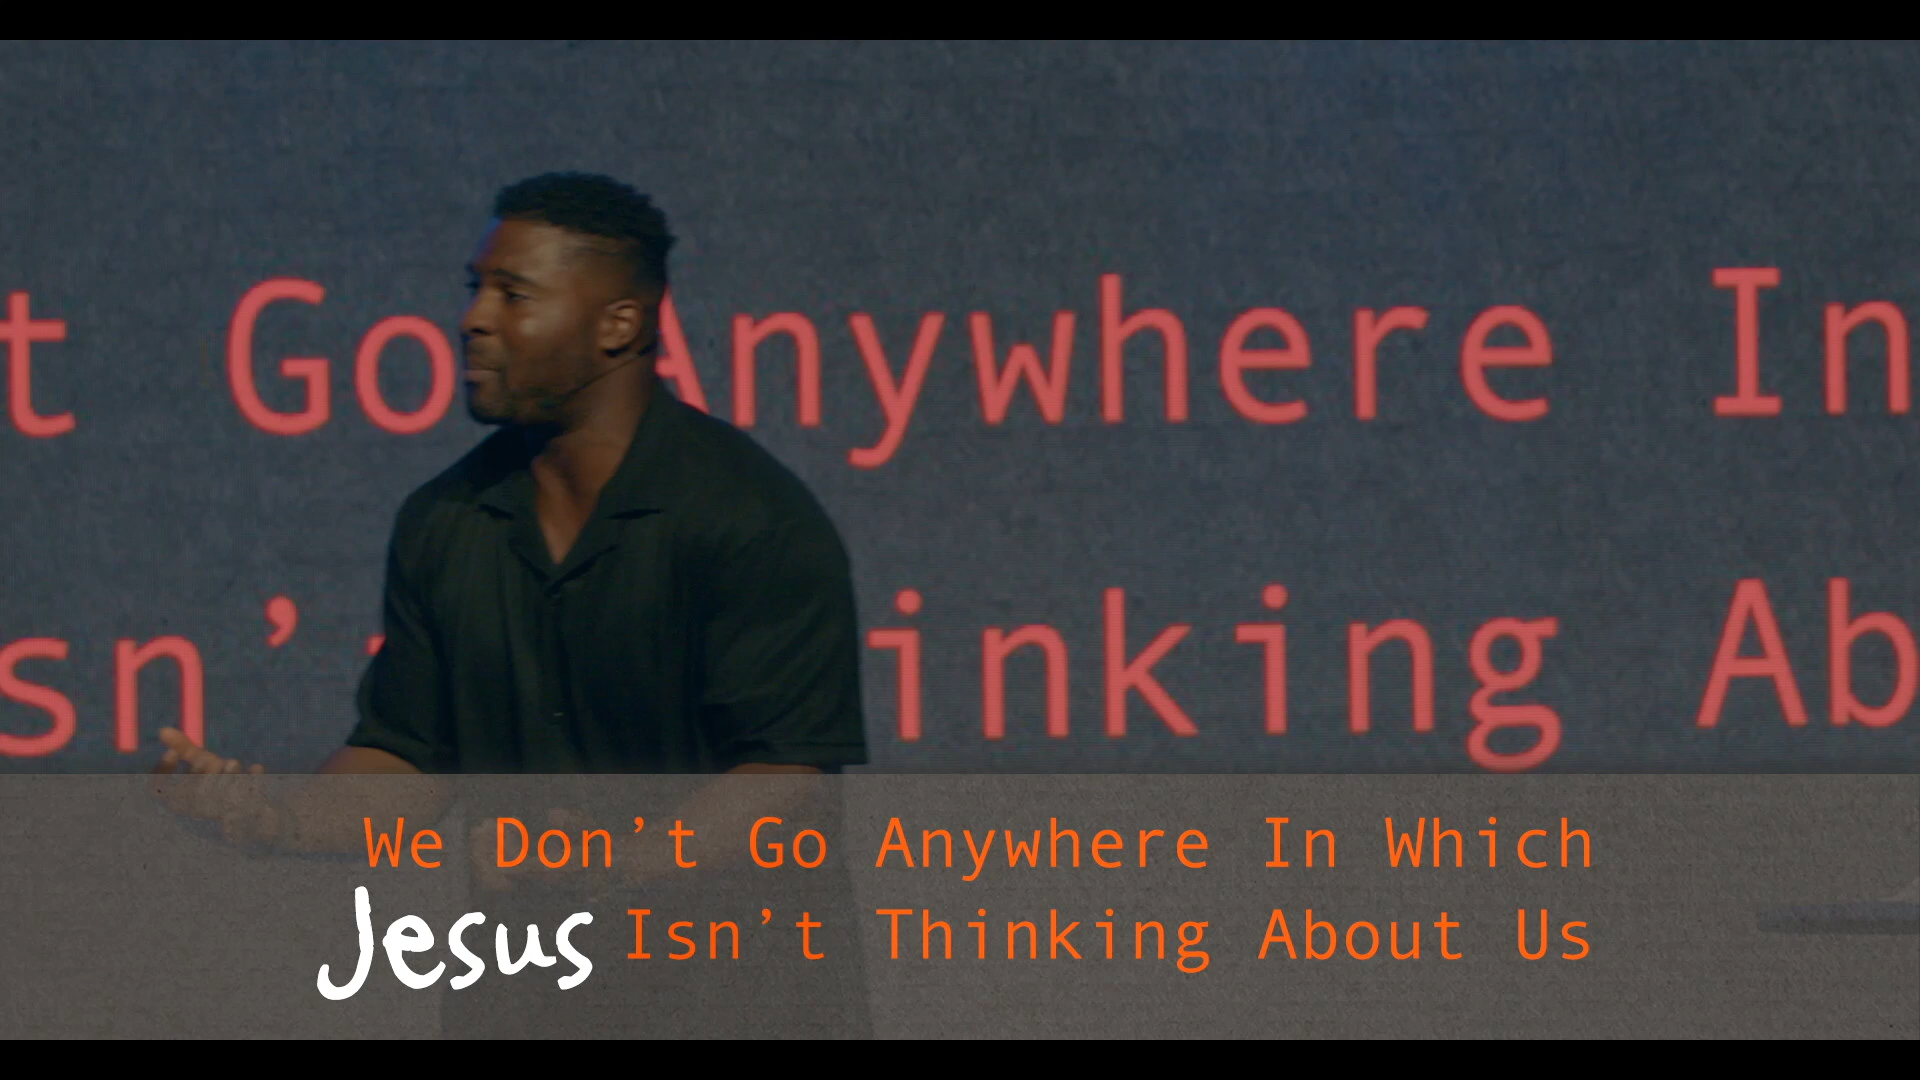 t Go Anywhere In
sn’ inking Ab
We Don’t Go Anywhere In Which
Jesus Isn’t Thinking About Us